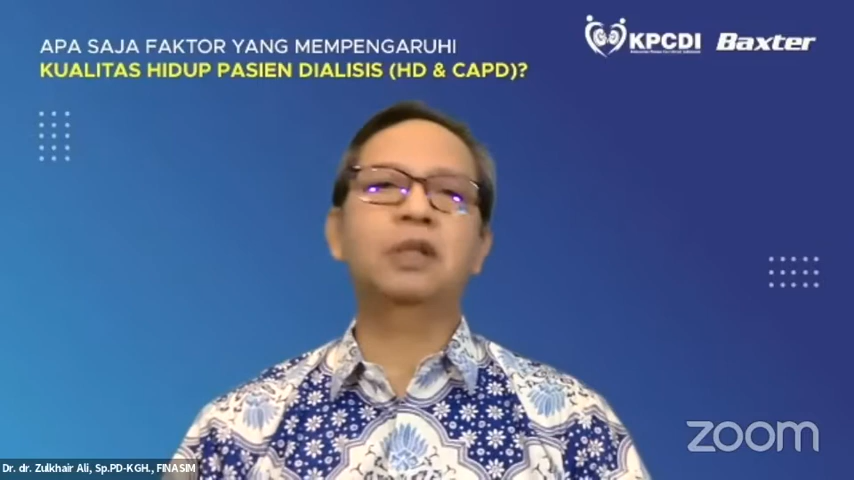 APA SAJA FAKTOR YANG MEMPENGARUHI
KUALITAS HIDUP PASIEN DIALISIS (HD & CAPD)?
KPCDI
Baxter
zoom
Dr. dr. Zulkhair Ali, Sp.PD-KGH., FINASIM